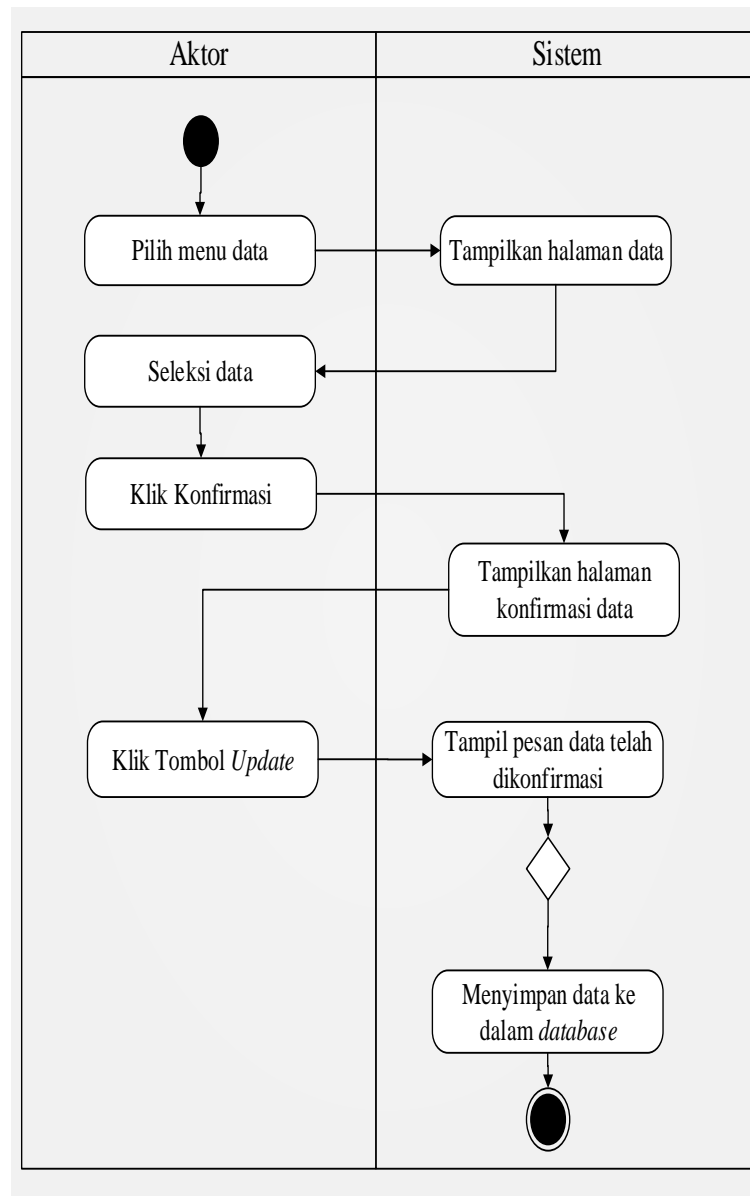 Aktor
Sistem
Pilih menu data
Tampilkan halaman data
Seleksi data
Klik Konfirmasi
Tampilkan halaman
konfirmasi data
Klik Tombol Update
Tampil pesan data telah
dikonfirmasi
Menyimpan data ke
dalam database